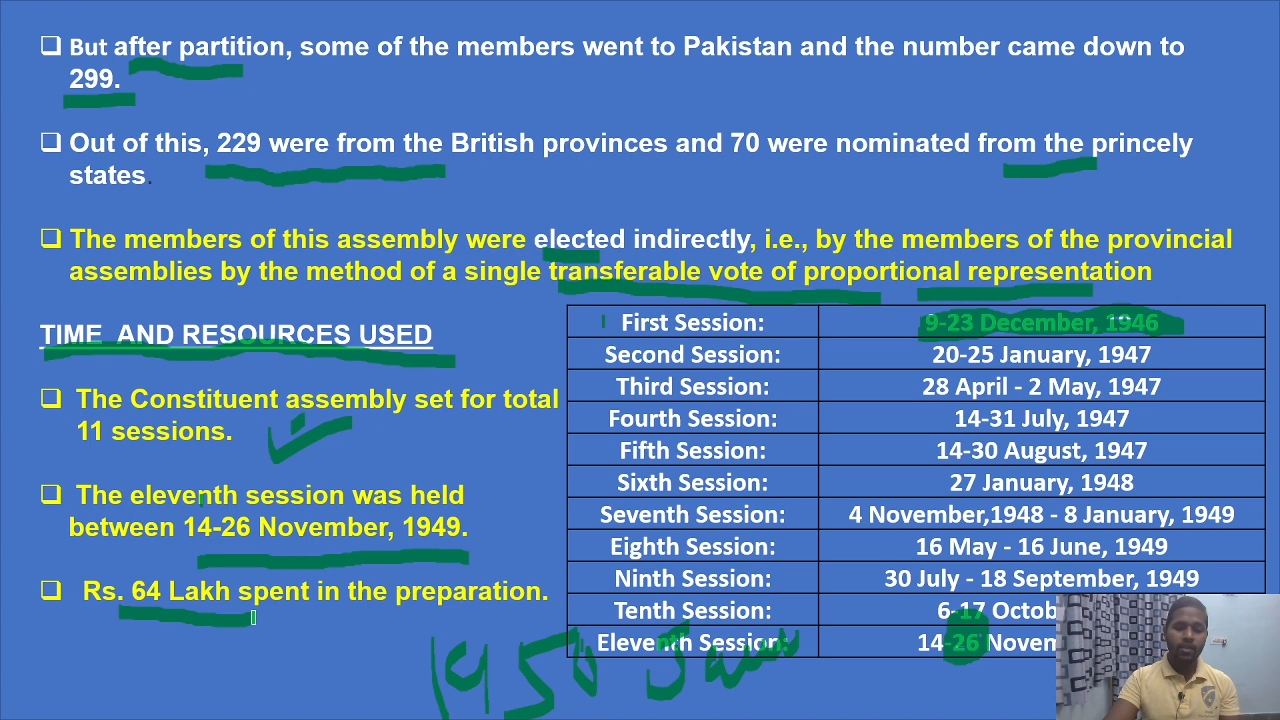 But after partition, some of the members went to Pakistan and the number came down to
299.
Out of this, 229 were from the British provinces and 70 were nominated from the princely
states.
The members of this assembly were elected indirectly, i.e., by the members of the provincial
assemblies by the method of a single transferable vote of proportional representation
TIME AND RESOURCES USED
The Constituent assembly set for total
11 sessions.
The eleventh session was held
between 14-26 November, 1949.
Rs. 64 Lakh spent in the preparation.
First Session: 9-23 December, 1946
Second Session: 20-25 January, 1947
Third Session: 28 April - 2 May, 1947
Fourth Session: 14-31 July, 1947
Fifth Session: 14-30 August, 1947
Sixth Session: 27 January, 1948
Seventh Session: 4 November,1948 - 8 January, 1949
Eighth Session: 16 May - 16 June, 1949
Ninth Session: 30 July - 18 September, 1949
Tenth Session: 6-17 Octob
Eleventh Session: 14-26 Novem
1950 Jan